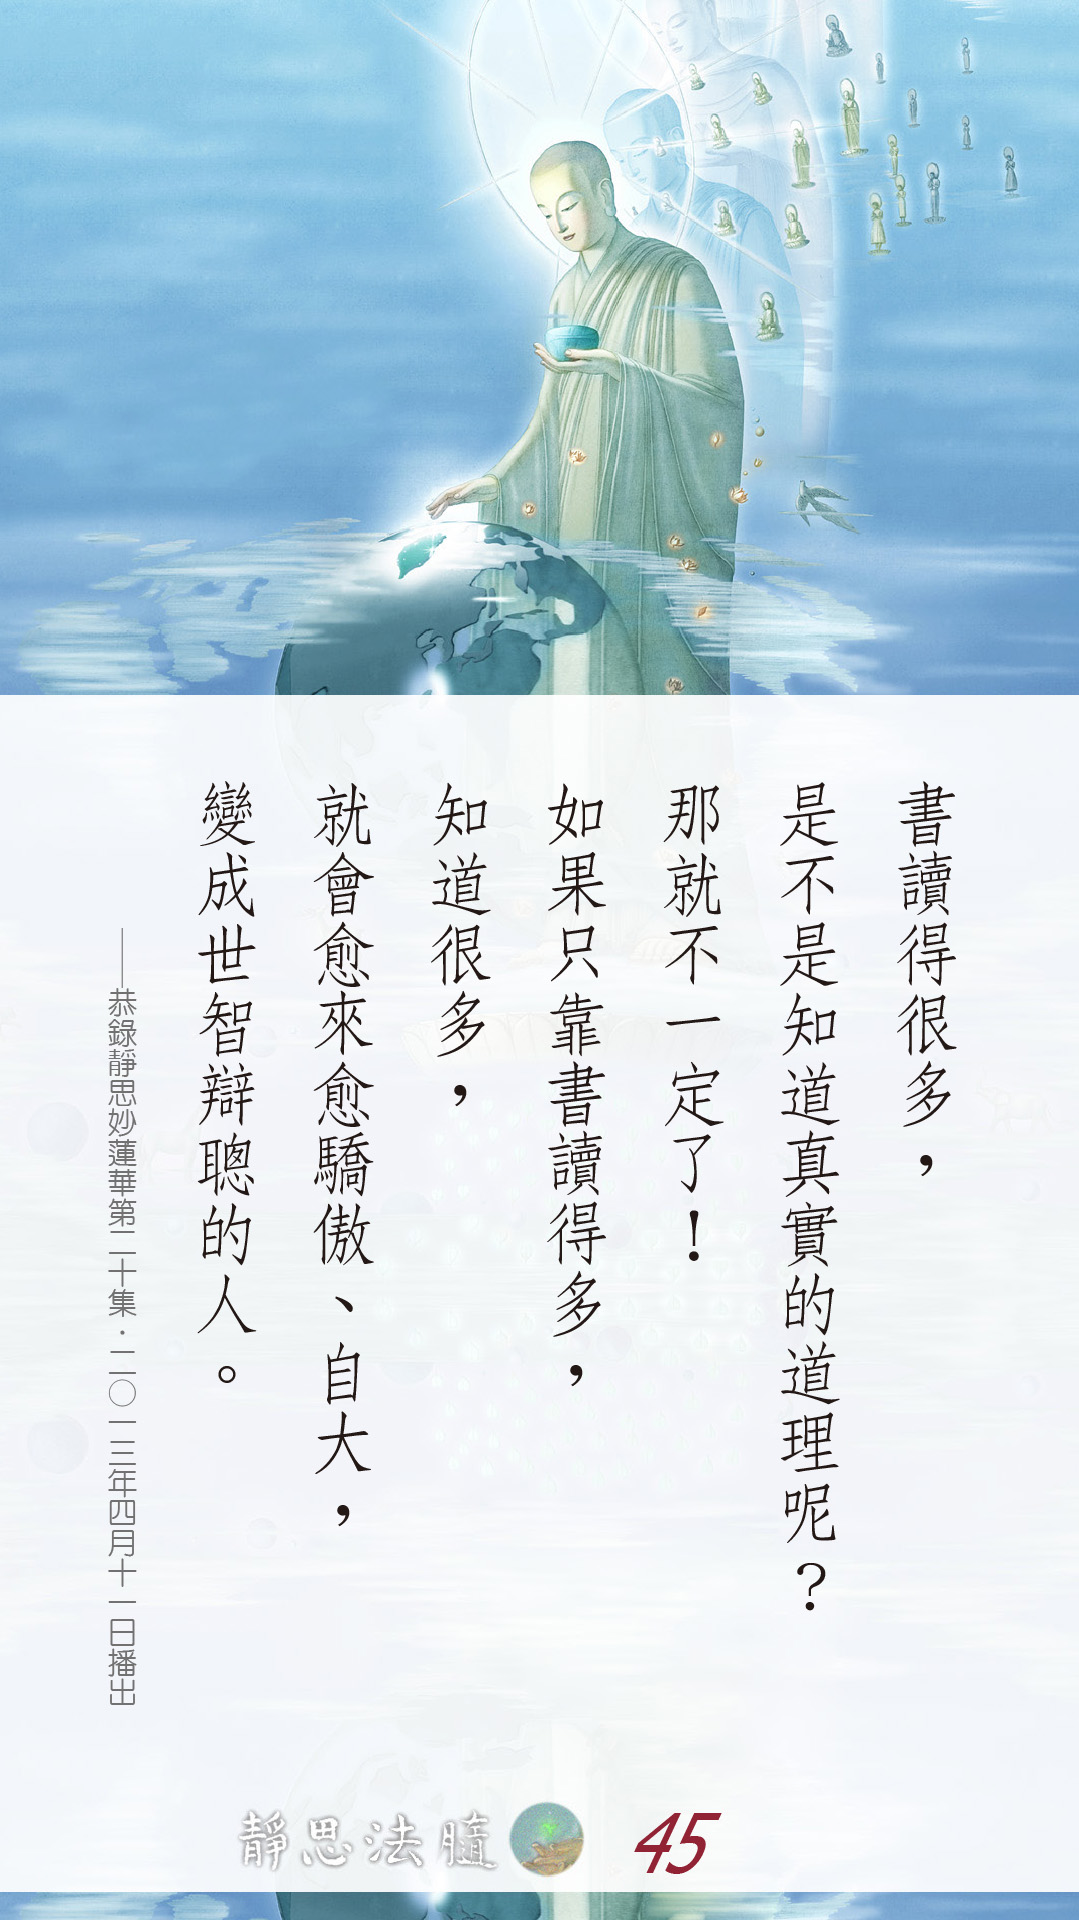 書讀得很多，
是不是知道真實的道理呢？
那就不一定了！
如果只靠書讀得多，
知道很多，
就會愈來愈驕傲、自大，
變成世智辯聰的人。
——恭錄靜思妙蓮華第二十集．二〇一三年四月十一日播出
靜思法髓
45